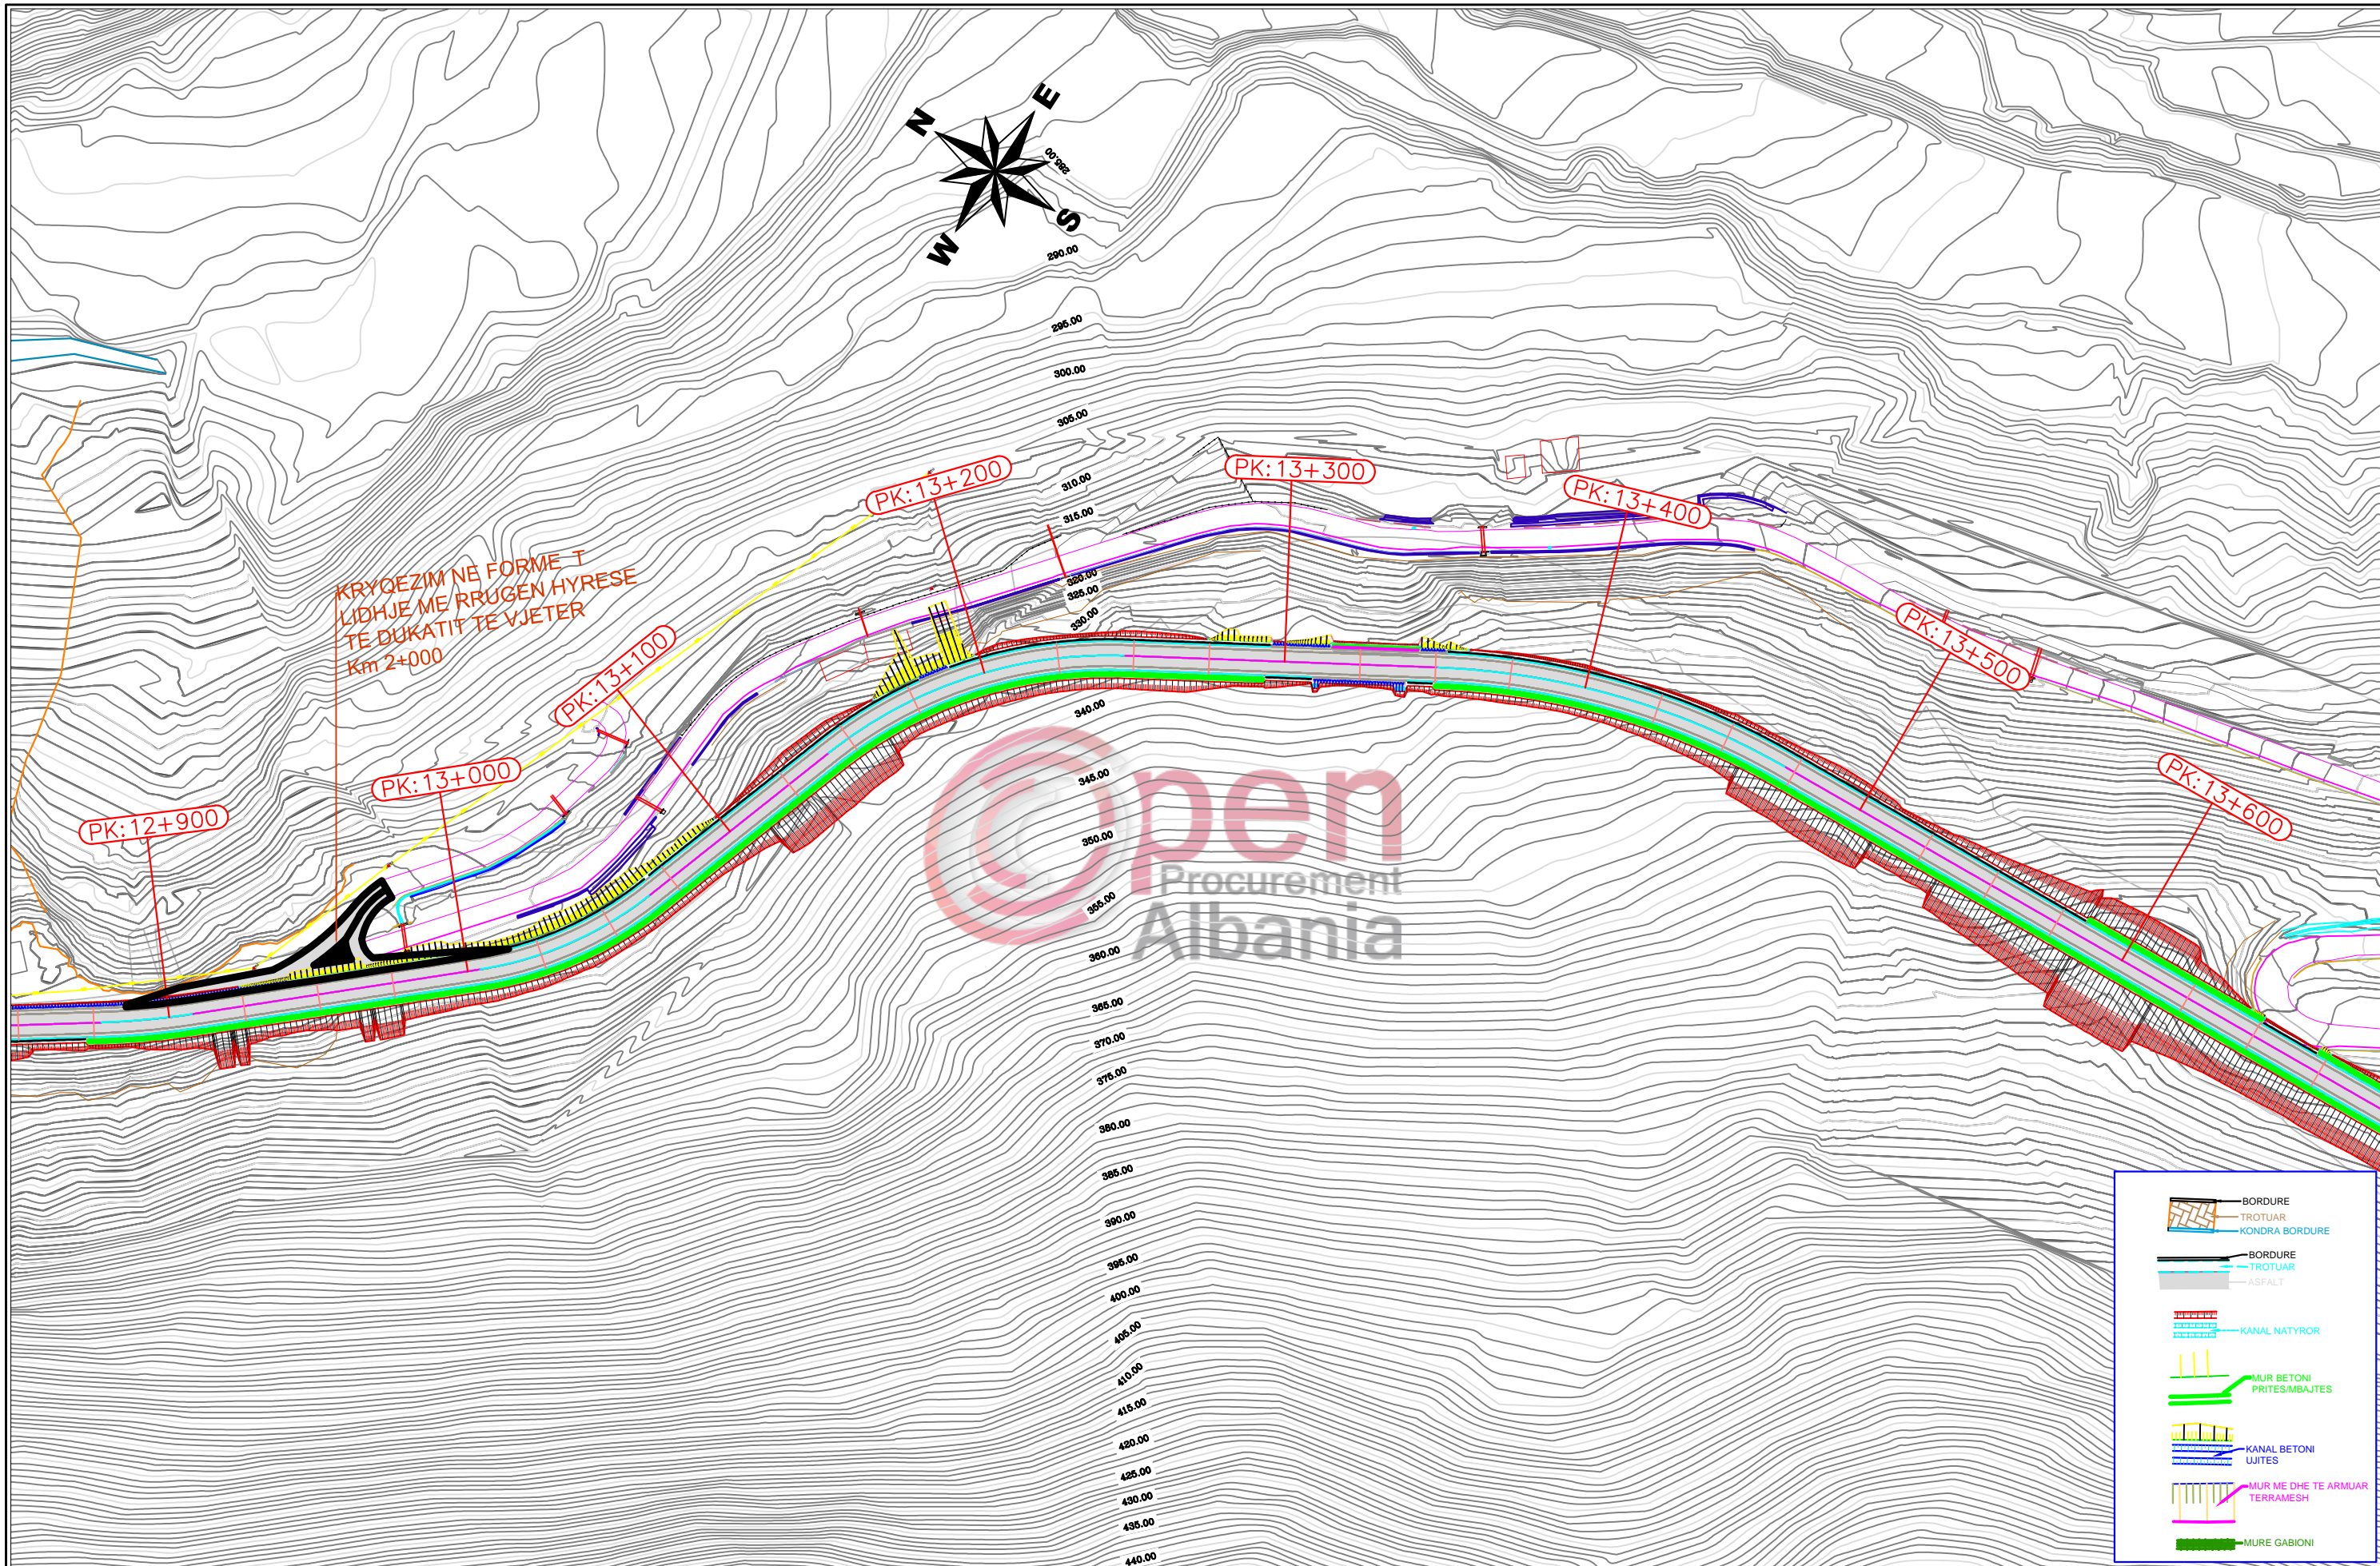 N
E
S
W
285.00
290.00
295.00
300.00
305.00
310.00
315.00
320.00
325.00
330.00
340.00
345.00
350.00
355.00
360.00
365.00
370.00
375.00
380.00
385.00
390.00
395.00
400.00
405.00
410.00
415.00
420.00
425.00
430.00
435.00
440.00
KRYQEZIM NE FORME T
LIDHJE ME RRUGEN HYRESE
TE DUKATIT TE VJETER
Km 2+000
PK:12+900
PK:13+000
PK:13+100
PK:13+200
PK:13+300
PK:13+400
PK:13+500
PK:13+600
Open
Procurement
Albania
BORDURE
TROTUAR
KONDRA BORDURE
BORDURE
TROTUAR
ASFALT
KANAL NATYROR
MUR BETONI
PRITES/MBAJTES
KANAL BETONI
UJITES
MUR ME DHE TE ARMUAR
TERRAMESH
MURE GABIONI